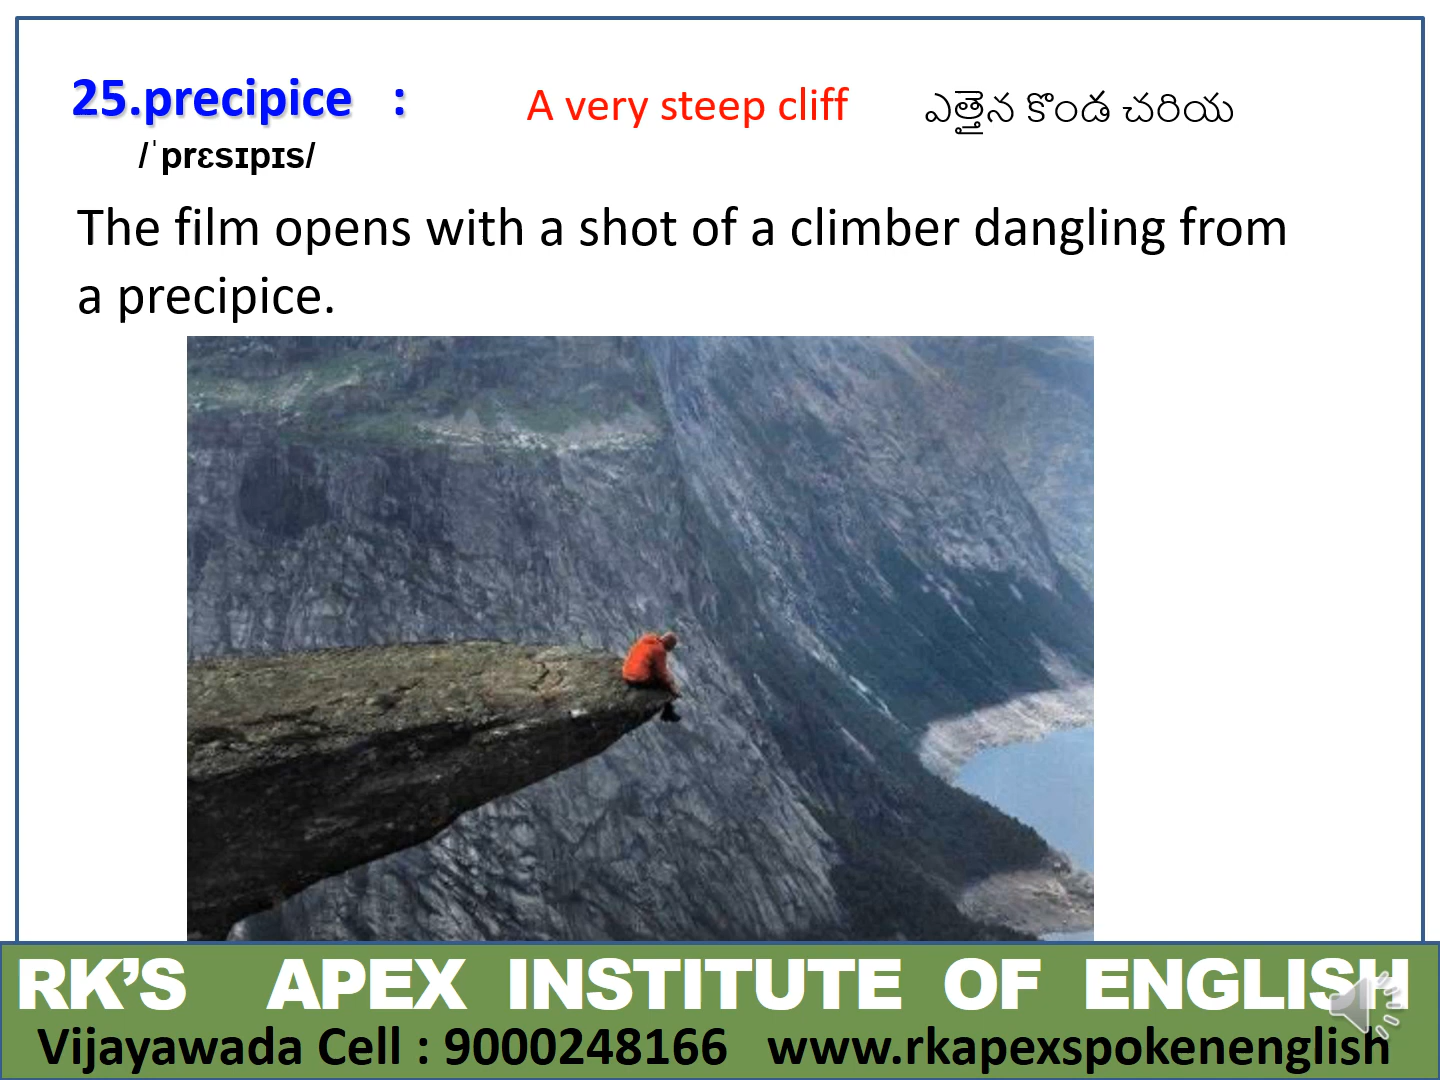 25.precipice : A very steep cliff ఎత్తైన కొండ చరియ
/ˈprɛsɪpɪs/
The film opens with a shot of a climber dangling from
a precipice.
RK’S APEX INSTITUTE OF ENGLISH
Vijayawada Cell : 9000248166 www.rkapexspokenenglish